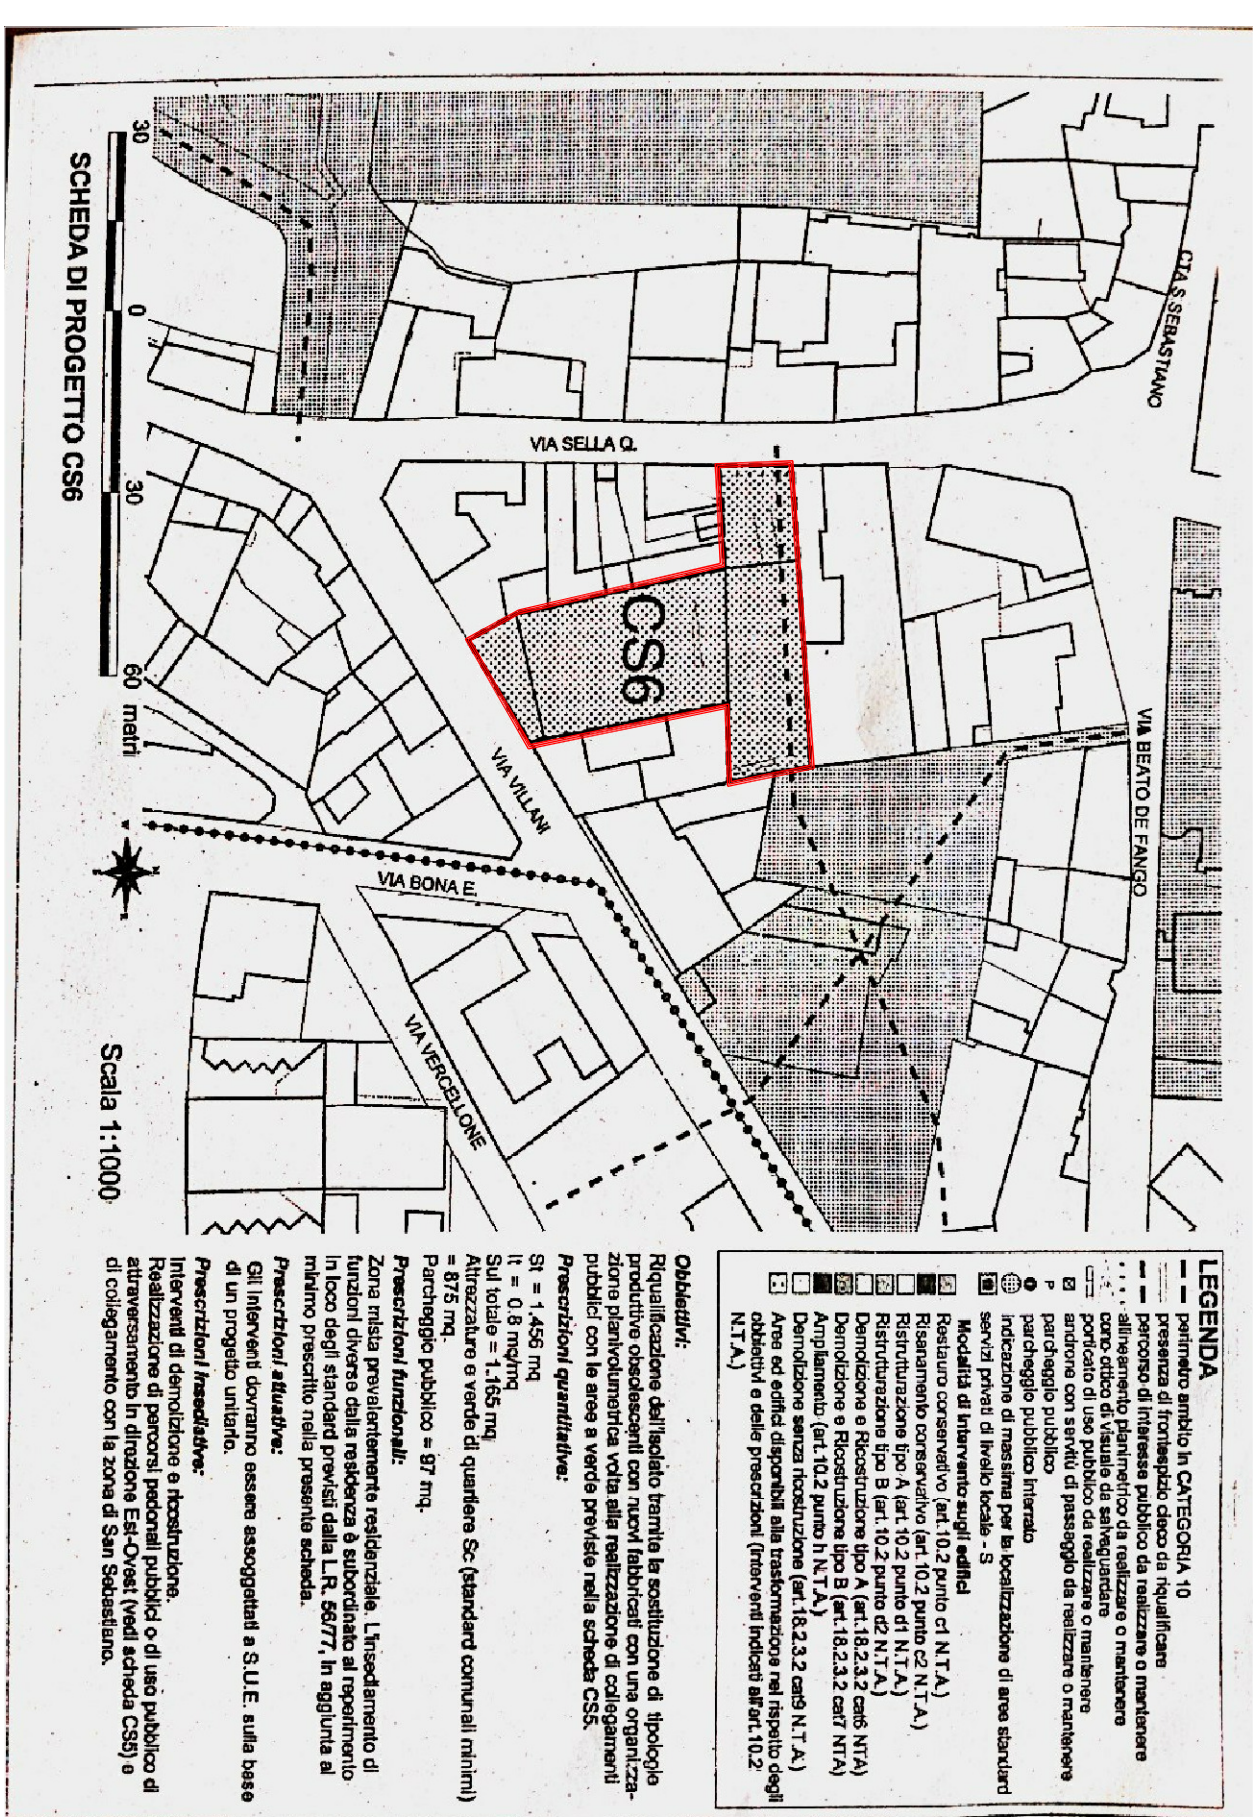 CTA S.SEBASTIANO
VIA SELLA Q.
CS6
VIA BEATO DE FANGO
VIA VILLANI
VIA BONA E.
VIA VERCELLONE
30 0 30 60 metri
SCHEDA DI PROGETTO CS6
Scala 1:1000
LEGENDA
perimetro ambito in CATEGORIA 10
presenza di frontespizio cieco da riqualificare
percorso di interesse pubblico da realizzare o mantenere
allineamento planimetrico da realizzare o mantenere
cono ottico di visuale da salvaguardare
porticato di uso pubblico da realizzare o mantenere
androne con servitù di passaggio da realizzare o mantenere
P parcheggio pubblico
parcheggio pubblico interrato
indicazione di massima per la localizzazione di aree standard
servizi privati di livello locale - S
Modalità di intervento sugli edifici
Restauro conservativo (art.10.2 punto c1 N.T.A.)
Risanamento conservativo (art.10.2 punto c2 N.T.A.)
Ristrutturazione tipo A (art.10.2 punto d1 N.T.A.)
Ristrutturazione tipo B (art.10.2 punto d2 N.T.A.)
Demolizione e Ricostruzione tipo A (art.18.2.3.2 cat6 NTA)
Demolizione e Ricostruzione tipo B (art.18.2.3.2 cat7 NTA)
Ampliamento (art.10.2 punto h N.T.A.)
Demolizione senza ricostruzione (art.18.2.3.2 cat9 N.T.A.)
Aree ed edifici disponibili alla trasformazione nel rispetto degli
obbiettivi e delle prescrizioni (interventi indicati all'art.10.2
N.T.A.)
Obbiettivi:
Riqualificazione dell'isolato tramite la sostituzione di tipologie
produttive obsolescenti con nuovi fabbricati con una organizza-
zione planivolumetrica volta alla realizzazione di collegamenti
pubblici con le aree a verde previste nella scheda CS5.
Prescrizioni quantitative:
St = 1.456 mq
It = 0.8 mq/mq
Sul totale = 1.165 mq
Attrezzature e verde di quartiere Sc (standard comunali minimi)
= 875 mq.
Parcheggio pubblico = 97 mq.
Prescrizioni funzionali:
Zona mista prevalentemente residenziale. L'insediamento di
funzioni diverse dalla residenza è subordinato al reperimento
in loco degli standard previsti dalla L.R. 56/77, in aggiunta al
minimo prescritto nella presente scheda.
Prescrizioni attuative:
Gli interventi dovranno essere assoggettati a S.U.E. sulla base
di un progetto unitario.
Prescrizioni insediative:
Interventi di demolizione e ricostruzione.
Realizzazione di percorsi pedonali pubblici o di uso pubblico di
attraversamento in direzione Est-Ovest (vedi scheda CS5) e
di collegamento con la zona di San Sebastiano.